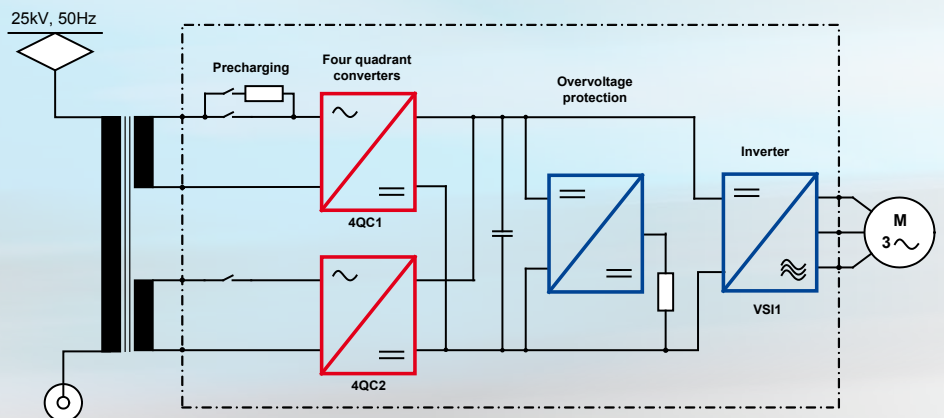 25kV, 50Hz
Precharging
Four quadrant
converters
Overvoltage
protection
Inverter
4QC1
M
3
4QC2
VSI1